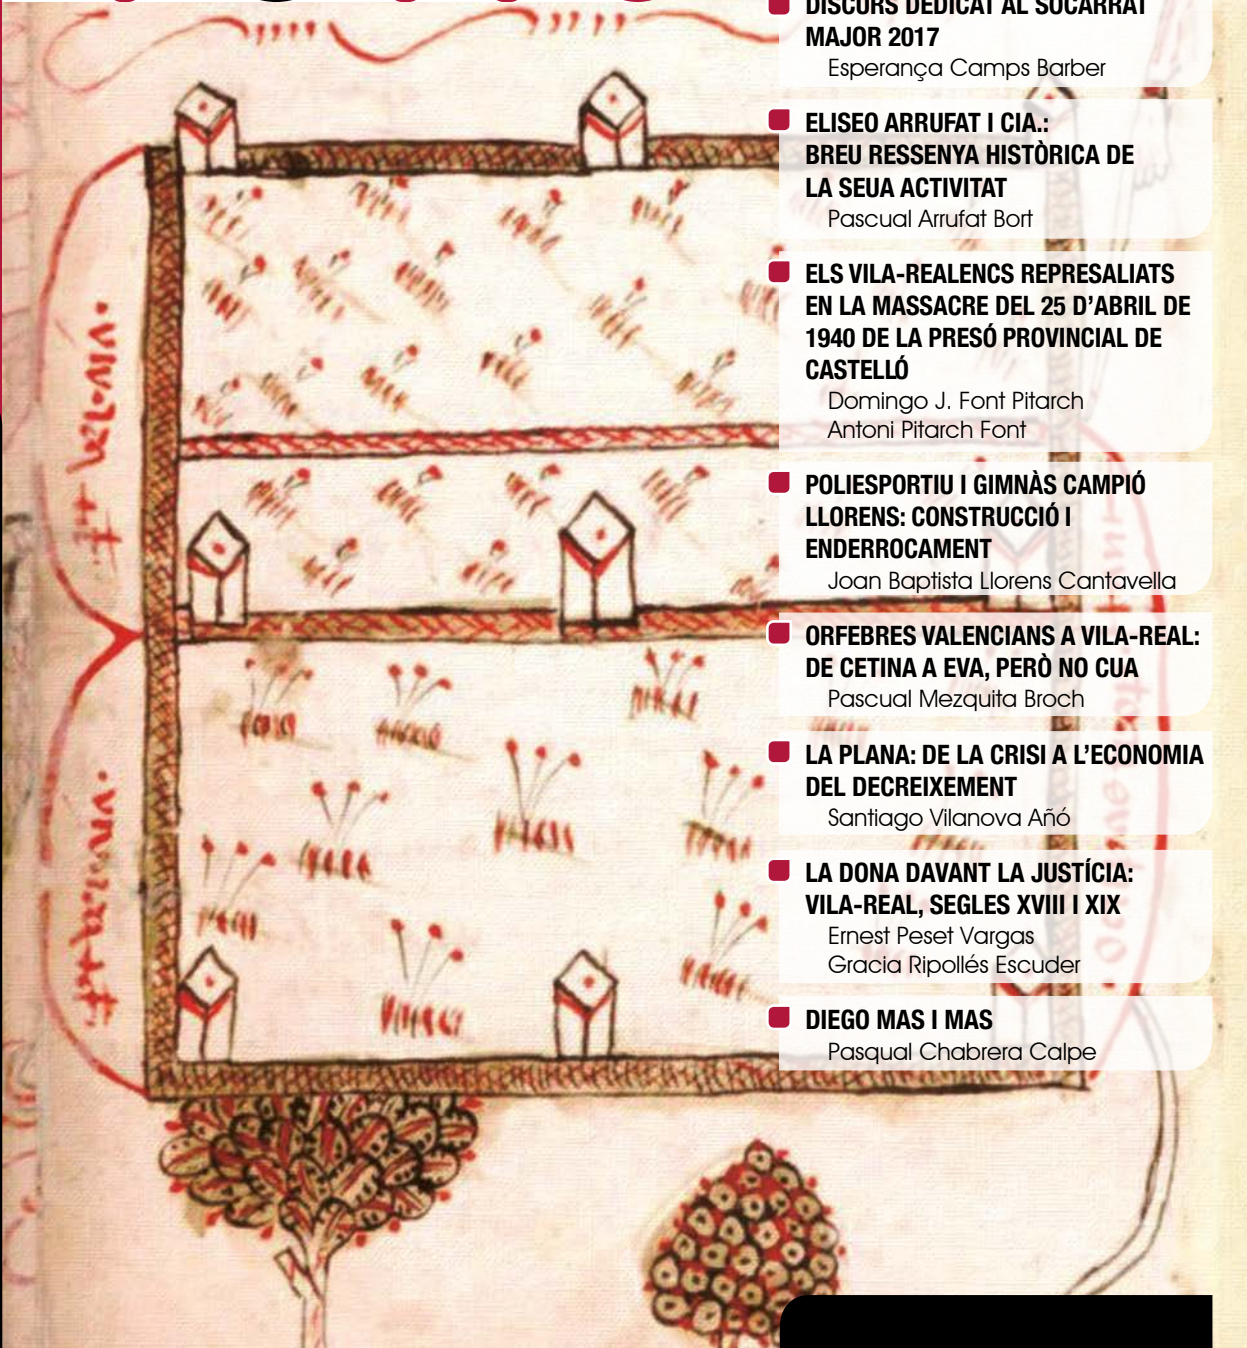 DISCURS DEDICAT AL SOCARRAT
MAJOR 2017
Esperança Camps Barber
ELISEO ARRUFAT I CIA.:
BREU RESSENYA HISTÒRICA DE
LA SEUA ACTIVITAT
Pascual Arrufat Bort
ELS VILA-REALENCS REPRESALIATS
EN LA MASSACRE DEL 25 D’ABRIL DE
1940 DE LA PRESÓ PROVINCIAL DE
CASTELLÓ
Domingo J. Font Pitarch
Antoni Pitarch Font
POLIESPORTIU I GIMNÀS CAMPIÓ
LLORENS: CONSTRUCCIÓ I
ENDERROCAMENT
Joan Baptista Llorens Cantavella
ORFEBRES VALENCIANS A VILA-REAL:
DE CETINA A EVA, PERÒ NO CUA
Pascual Mezquita Broch
LA PLANA: DE LA CRISI A L’ECONOMIA
DEL DECREIXEMENT
Santiago Vilanova Añó
LA DONA DAVANT LA JUSTÍCIA:
VILA-REAL, SEGLES XVIII I XIX
Ernest Peset Vargas
Gracia Ripollés Escuder
DIEGO MAS I MAS
Pasqual Chabrera Calpe